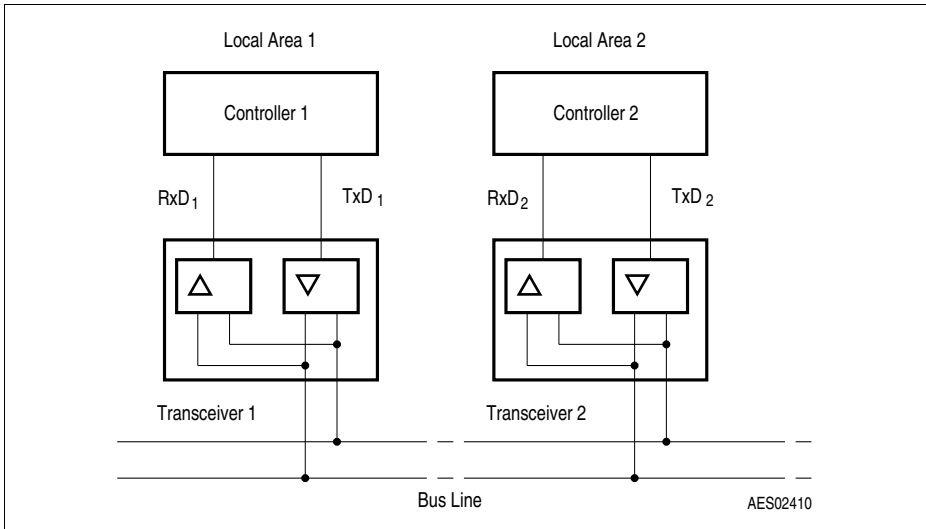 Local Area 1
Local Area 2
Controller 1
Controller 2
RxD1
TxD 1
RxD2
TxD 2
Transceiver 1
Transceiver 2
Bus Line
AES02410